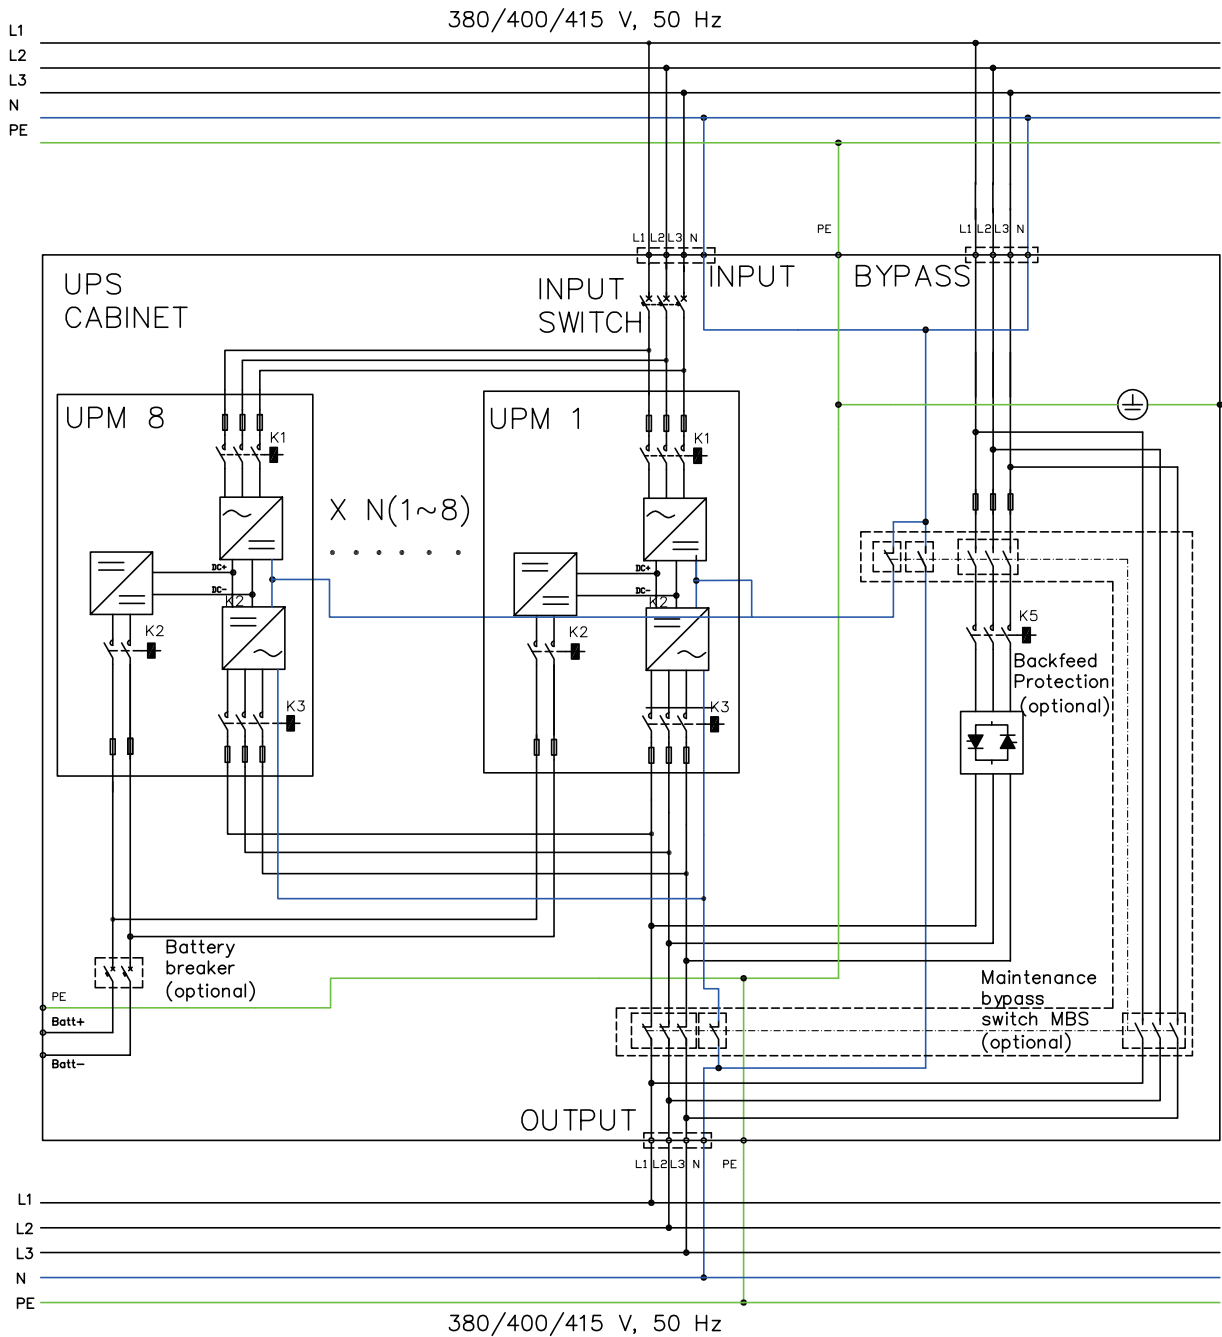 380/400/415 V, 50 Hz
L1
L2
L3
N
PE
L1 L2 L3 N
PE
L1 L2 L3 N
UPS
CABINET
INPUT
SWITCH
INPUT
BYPASS
UPM 8
UPM 1
K1
K1
X N(1~8)
DC+
DC-
K2
DC+
DC-
K2
K2
K2
K5
Backfeed
Protection
(optional)
K3
K3
Battery
breaker
(optional)
PE
Batt+
Batt-
Maintenance
bypass
switch MBS
(optional)
OUTPUT
L1 L2 L3 N PE
L1
L2
L3
N
PE
380/400/415 V, 50 Hz